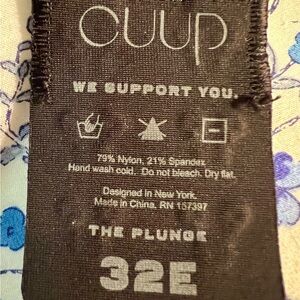 CUUP
WE SUPPORT YOU.
79% Nylon, 21% Spandex
Hand wash cold. Do not bleach. Dry flat.
Designed in New York.
Made in China. RN 157397
THE PLUNGE
32E